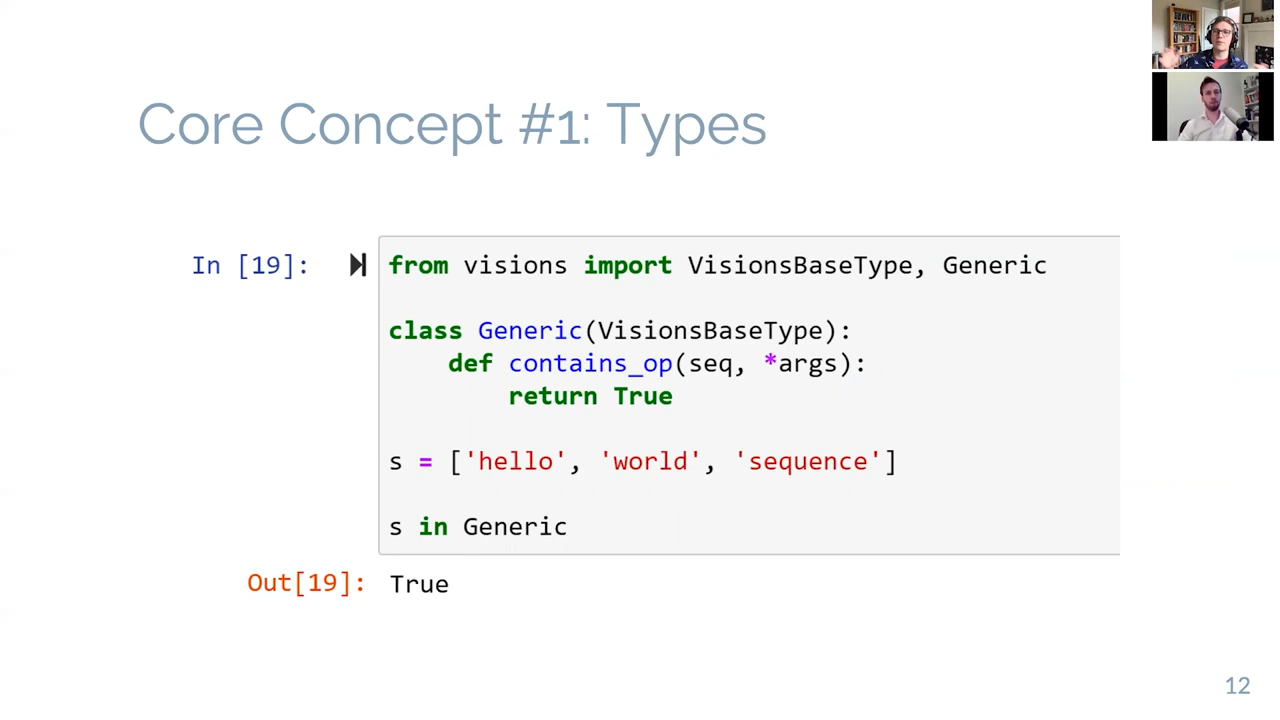 Core Concept #1: Types
In [19]:
from visions import VisionsBaseType, Generic
class Generic(VisionsBaseType):
def contains_op(seq, *args):
return True
s = ['hello', 'world', 'sequence']
s in Generic
Out[19]: True
12